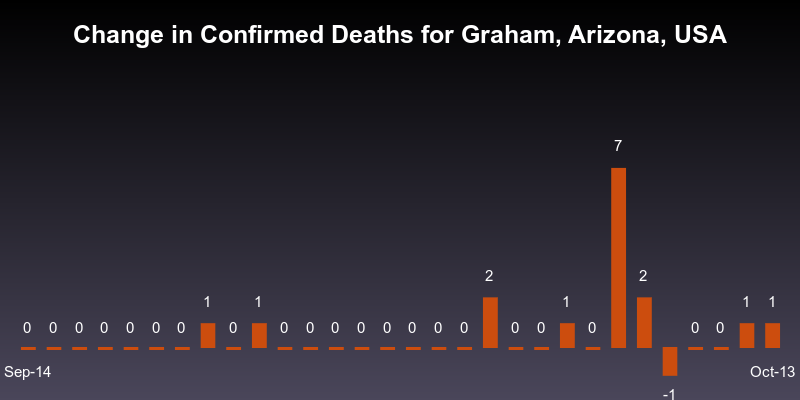 Change in Confirmed Deaths for Graham, Arizona, USA
7
2 2
1 1 1 1 1
0 0 0 0 0 0 0 0 0 0 0 0 0 0 0 0 0 0 0 0 0
Sep-14 Oct-13
-1